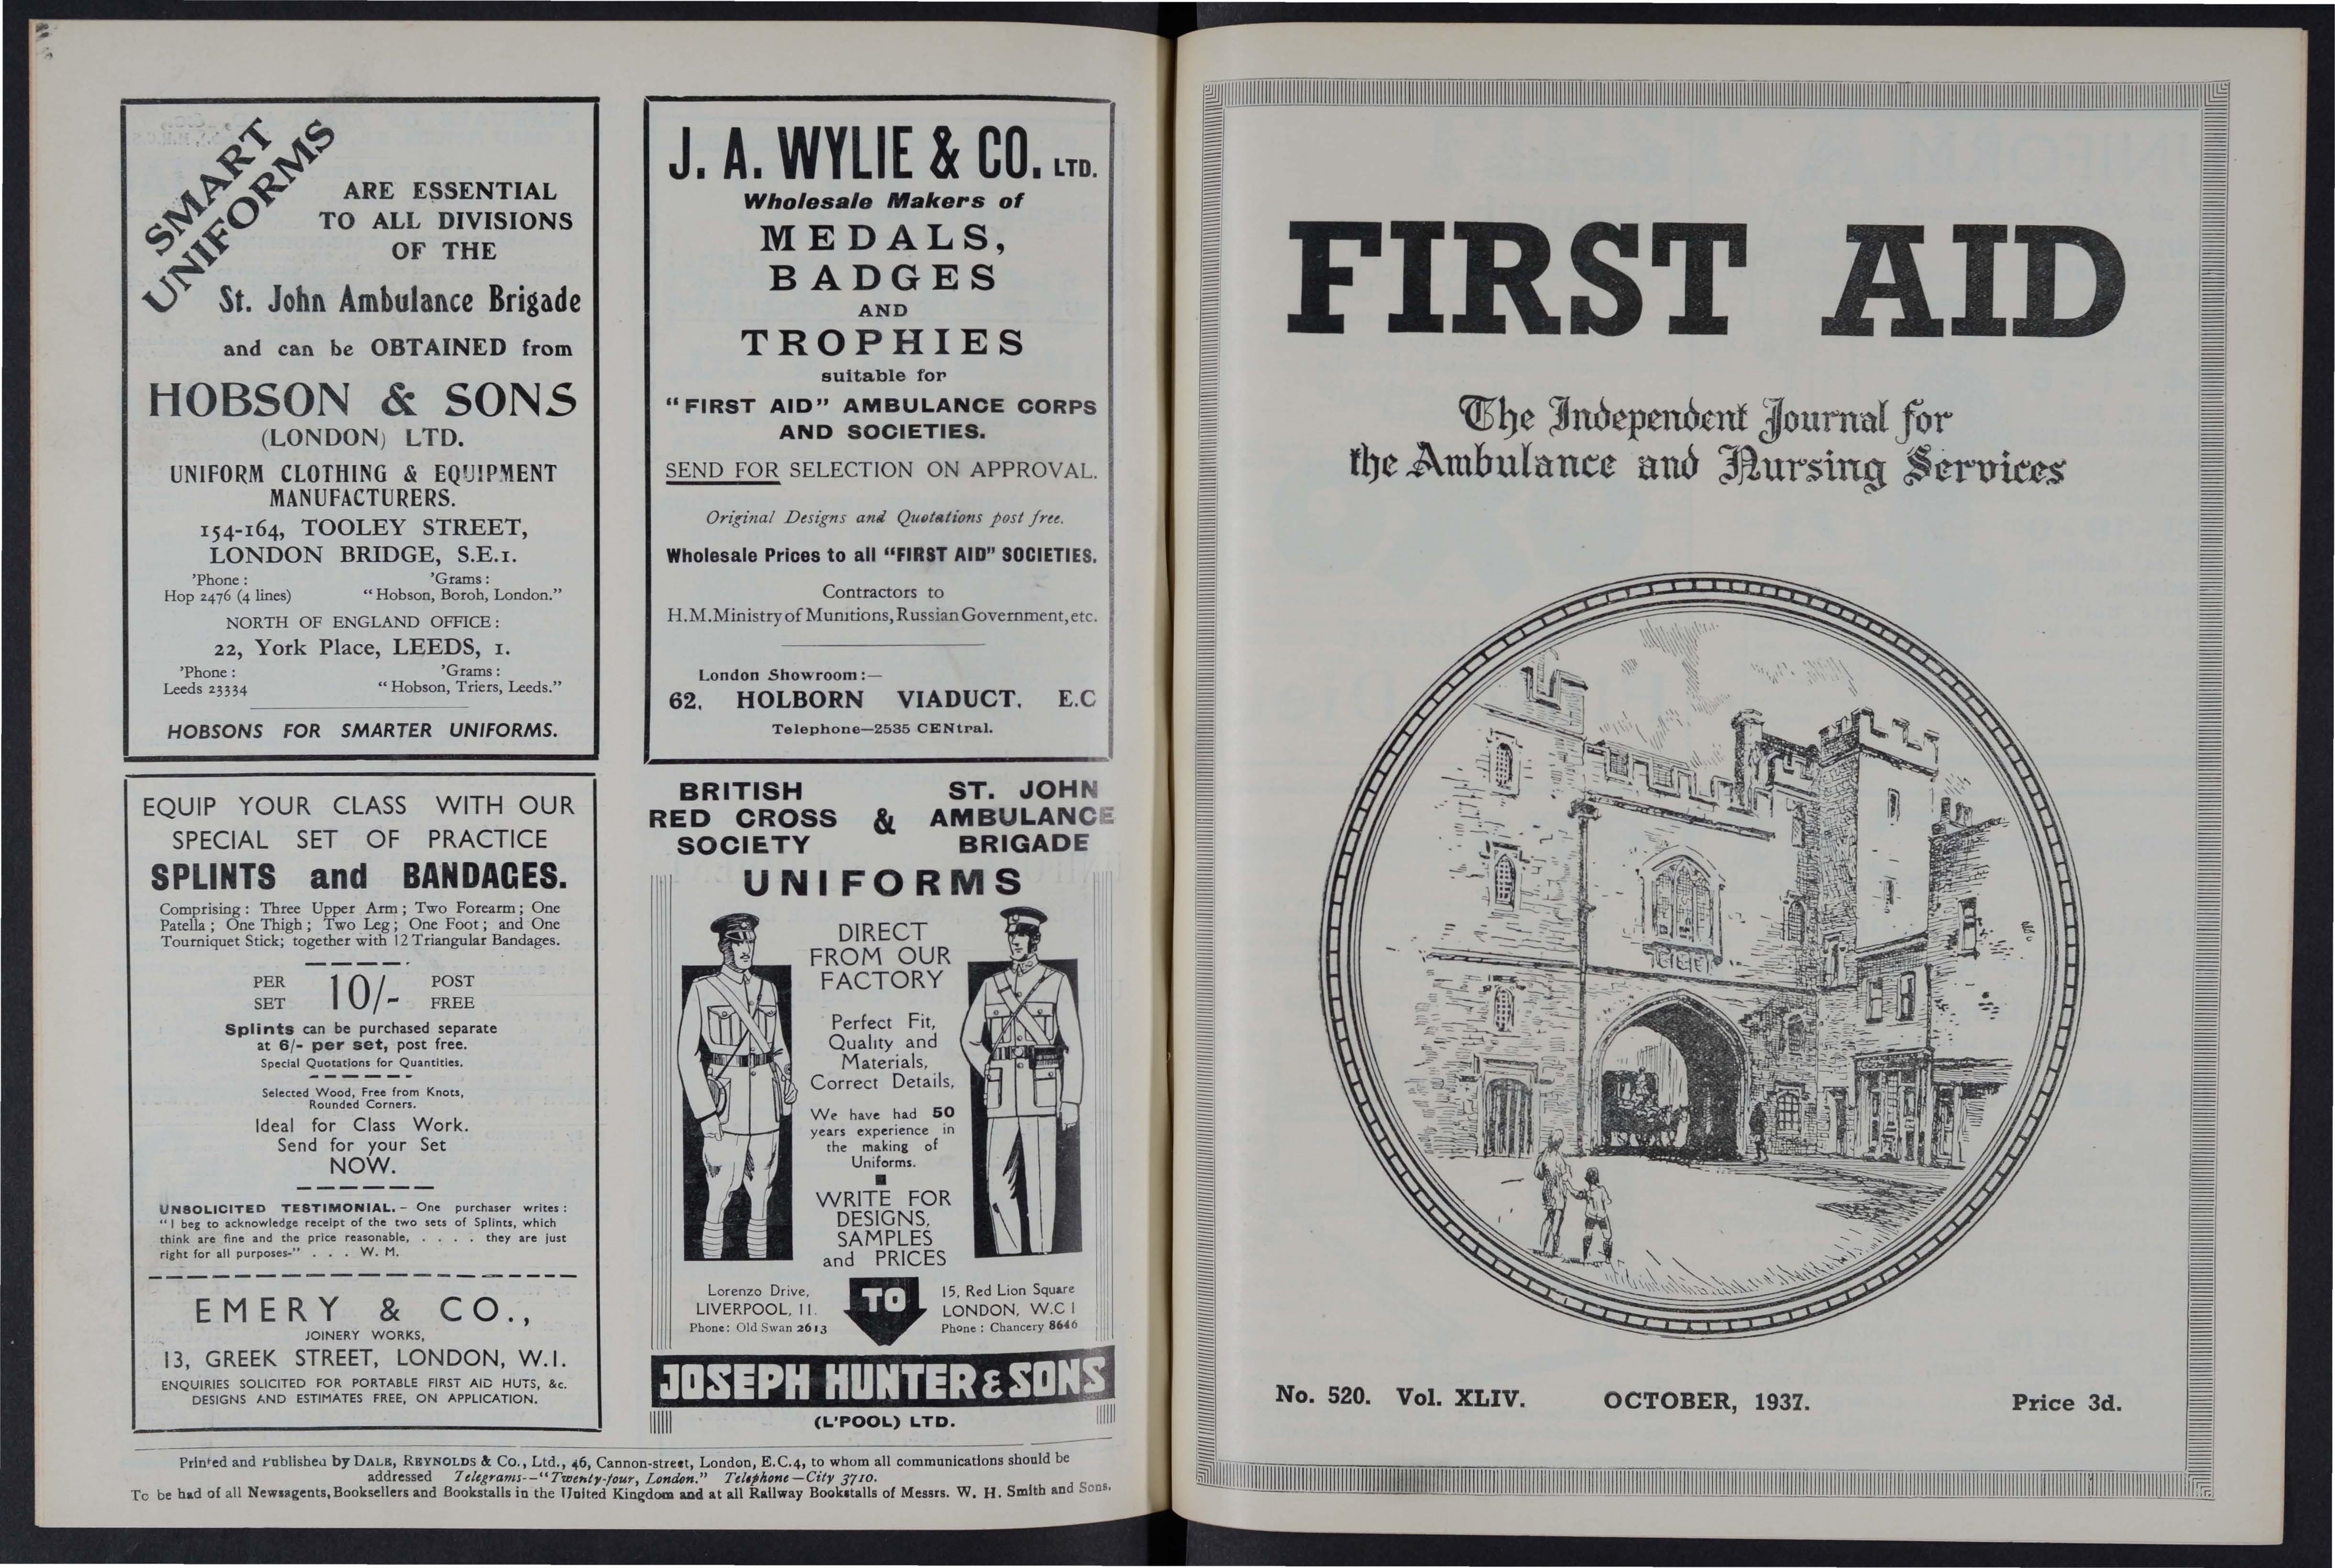 SMART
UNIFORMS
ARE ESSENTIAL
TO ALL DIVISIONS
OF THE
St. John Ambulance Brigade
and can be OBTAINED from
HOBSON & SONS
(LONDON) LTD.
UNIFORM CLOTHING & EQUIPMENT
MANUFACTURERS.
154-164, TOOLEY STREET,
LONDON BRIDGE, S.E.1.
'Phone : 'Grams :
Hop 2476 (4 lines) "Hobson, Boroh, London."
NORTH OF ENGLAND OFFICE :
22, York Place, LEEDS, 1.
'Phone : 'Grams :
Leeds 23334 "Hobson, Triers, Leeds."
HOBSONS FOR SMARTER UNIFORMS.
EQUIP YOUR CLASS WITH OUR
SPECIAL SET OF PRACTICE
SPLINTS and BANDAGES.
Comprising : Three Upper Arm ; Two Forearm ; One
Patella ; One Thigh ; Two Leg ; One Foot ; and One
Tourniquet Stick; together with 12 Triangular Bandages.
PER SET 10/- POST FREE
Splints can be purchased separate
at 6/- per set, post free.
Special Quotations for Quantities.
Selected Wood, Free from Knots,
Rounded Corners.
Ideal for Class Work.
Send for your Set
NOW.
UNSOLICITED TESTIMONIAL. – One purchaser writes :
"I beg to acknowledge receipt of the two sets of Splints, which
think are fine and the price reasonable, . . . . they are just
right for all purposes-" . . . W. M.
EMERY & CO.,
JOINERY WORKS,
13, GREEK STREET, LONDON, W.1.
ENQUIRIES SOLICITED FOR PORTABLE FIRST AID HUTS, &c.
DESIGNS AND ESTIMATES FREE, ON APPLICATION.
J. A. WYLIE & CO. LTD.
Wholesale Makers of
MEDALS,
BADGES
AND
TROPHIES
suitable for
"FIRST AID" AMBULANCE CORPS
AND SOCIETIES.
SEND FOR SELECTION ON APPROVAL.
Original Designs and Quotations post free.
Wholesale Prices to all "FIRST AID" SOCIETIES.
Contractors to
H.M. Ministry of Munitions, Russian Government, etc.
London Showroom :—
62, HOLBORN VIADUCT, E.C
Telephone—2535 CENtral.
BRITISH
RED CROSS
SOCIETY
&
ST. JOHN
AMBULANCE
BRIGADE
UNIFORMS
DIRECT
FROM OUR
FACTORY
Perfect Fit,
Quality and
Materials,
Correct Details,
We have had 50
years experience in
the making of
Uniforms.
WRITE FOR
DESIGNS,
SAMPLES
and PRICES
TO
Lorenzo Drive,
LIVERPOOL, 11.
Phone: Old Swan 2613
15, Red Lion Square
LONDON, W.C 1
Phone : Chancery 8646
JOSEPH HUNTER & SONS
(L'POOL) LTD.
Printed and Published by DALE, REYNOLDS & Co., Ltd., 46, Cannon-street, London, E.C.4, to whom all communications should be
addressed Telegrams--"Twenty-four, London." Telephone—City 3710.
To be had of all Newsagents, Booksellers and Bookstalls in the United Kingdom and at all Railway Bookstalls of Messrs. W. H. Smith and Sons.
FIRST AID
The Independent Journal for
the Ambulance and Nursing Services
No. 520. Vol. XLIV. OCTOBER, 1937. Price 3d.